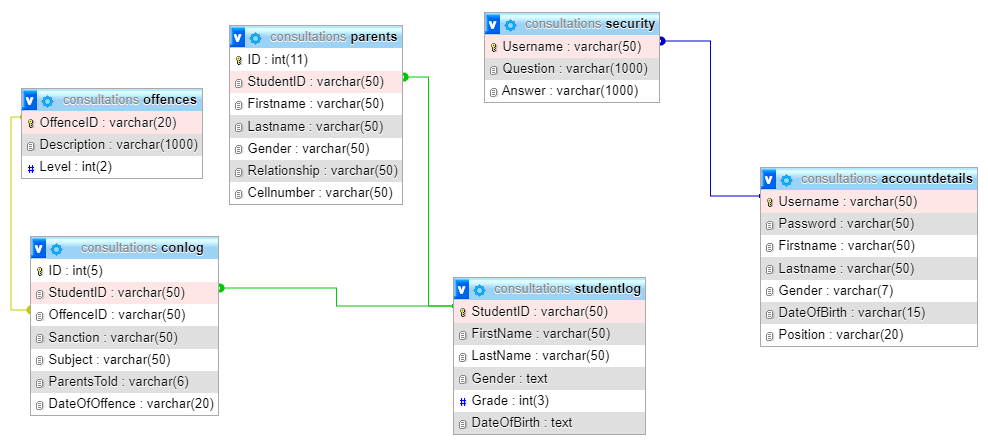 consultations offences
OffenceID : varchar(20)
Description : varchar(1000)
# Level : int(2)
consultations parents
ID : int(11)
StudentID : varchar(50)
Firstname : varchar(50)
Lastname : varchar(50)
Gender : varchar(50)
Relationship : varchar(50)
Cellnumber : varchar(50)
consultations security
Username : varchar(50)
Question : varchar(1000)
Answer : varchar(1000)
consultations accountdetails
Username : varchar(50)
Password : varchar(50)
Firstname : varchar(50)
Lastname : varchar(50)
Gender : varchar(7)
DateOfBirth : varchar(15)
Position : varchar(20)
consultations conlog
ID : int(5)
StudentID : varchar(50)
OffenceID : varchar(50)
Sanction : varchar(50)
Subject : varchar(50)
ParentsTold : varchar(6)
DateOfOffence : varchar(20)
consultations studentlog
StudentID : varchar(50)
FirstName : varchar(50)
LastName : varchar(50)
Gender : text
# Grade : int(3)
DateOfBirth : text